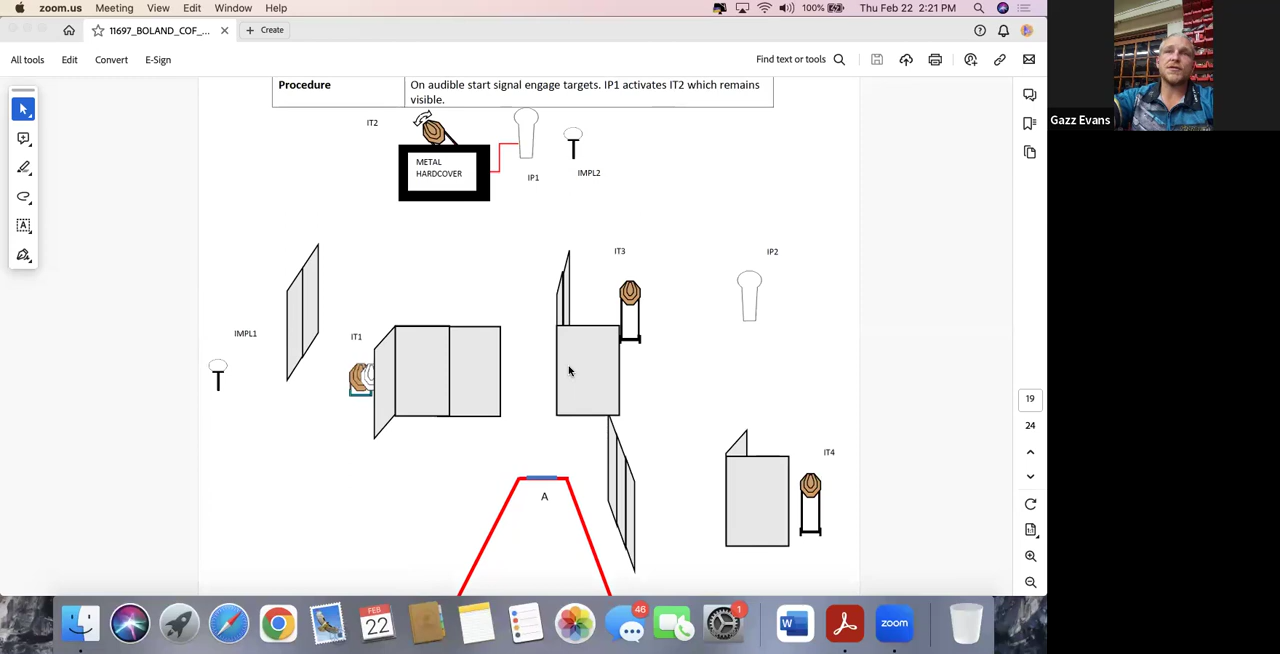 zoom.us Meeting View Edit Window Help 100% Thu Feb 22 2:21 PM
11697_BOLAND_COF_... Create
All tools Edit Convert E-Sign Find text or tools
Procedure On audible start signal engage targets. IP1 activates IT2 which remains
visible.
IT2
METAL
HARDCOVER
IP1
IMPL2
IT3
IP2
IMPL1
IT1
IT4
A
19
24
Gazz Evans
FEB
22
46
1
W
zoom